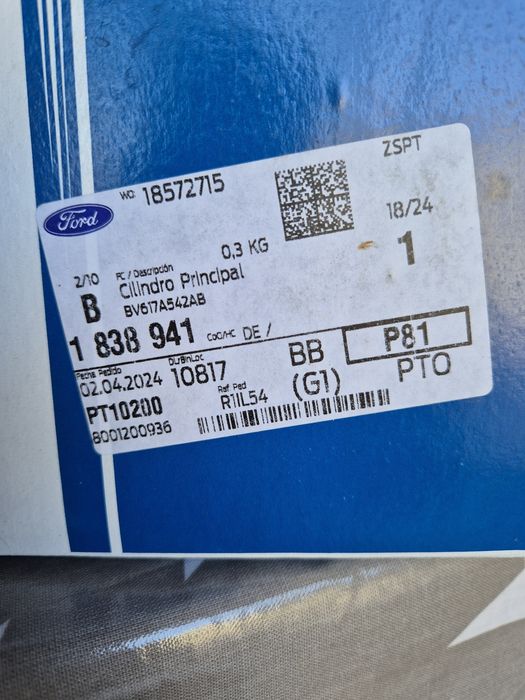 ZSPT
WO: 18572715
Ford
18/24
0,3 KG
1
2/10 PC / Descripción
B Cilindro Principal
BV617A542AB
1 838 941 CoO/HC DE /
Fecha Pedido
02.04.2024 10817 BB P81
Ref Ped
PT10200 R1IL54 (G1) PTO
8001200936